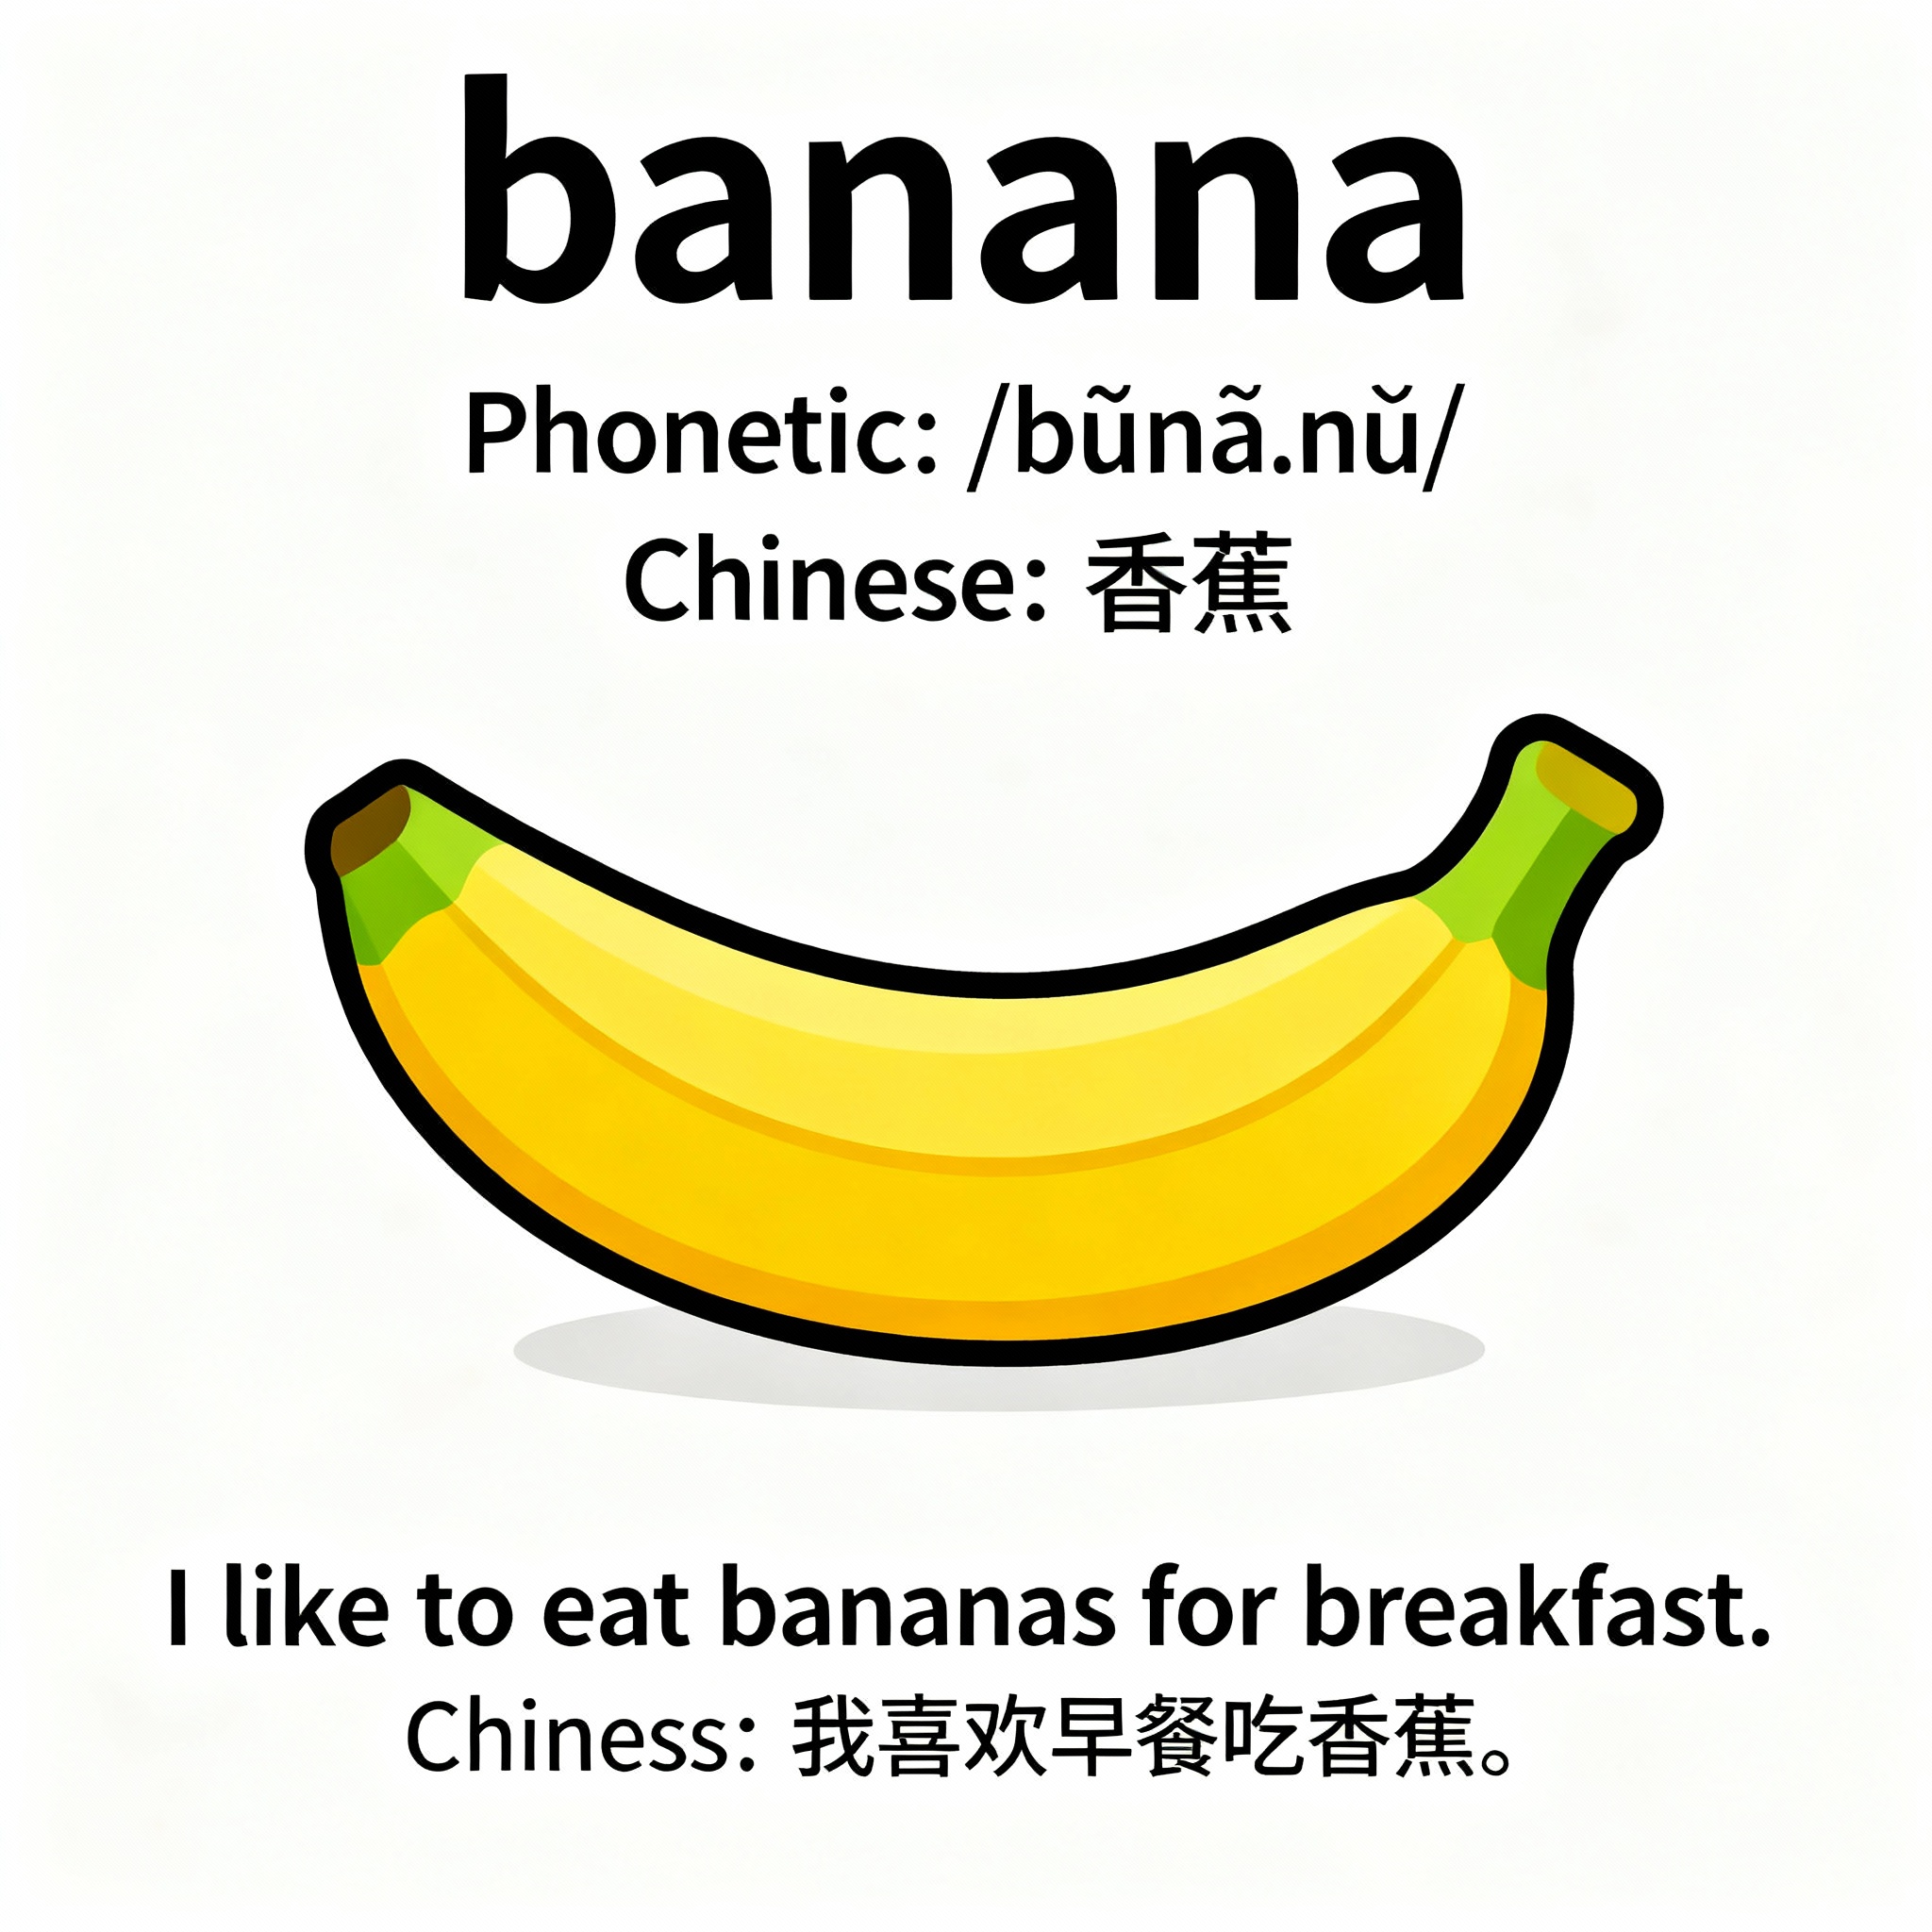 banana
Phonetic: /bũnã.nŭ/
Chinese: 香蕉
I like to eat bananas for breakfast.
Chiness: 我喜欢早餐吃香蕉。